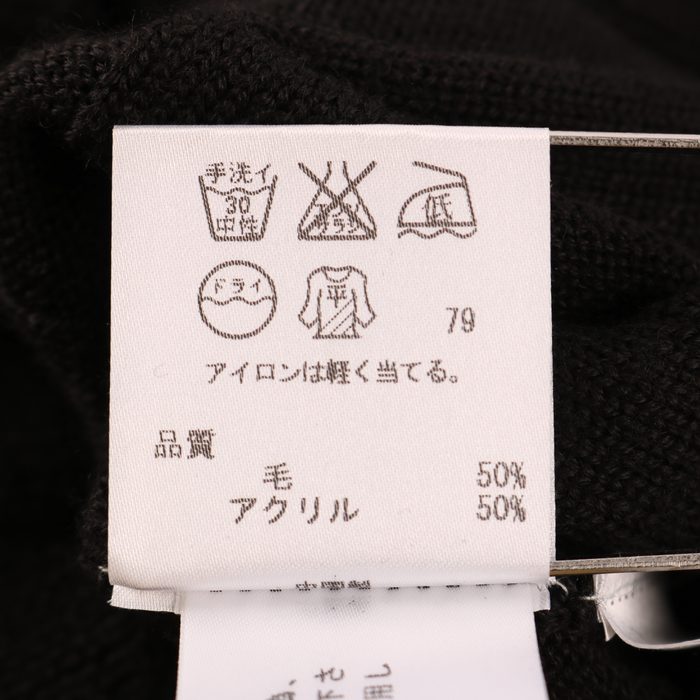 手洗イ
30
中性
エンソ
サラシ
低
ドライ
平
79
アイロンは軽く当てる。
品質
毛 50%
アクリル 50%